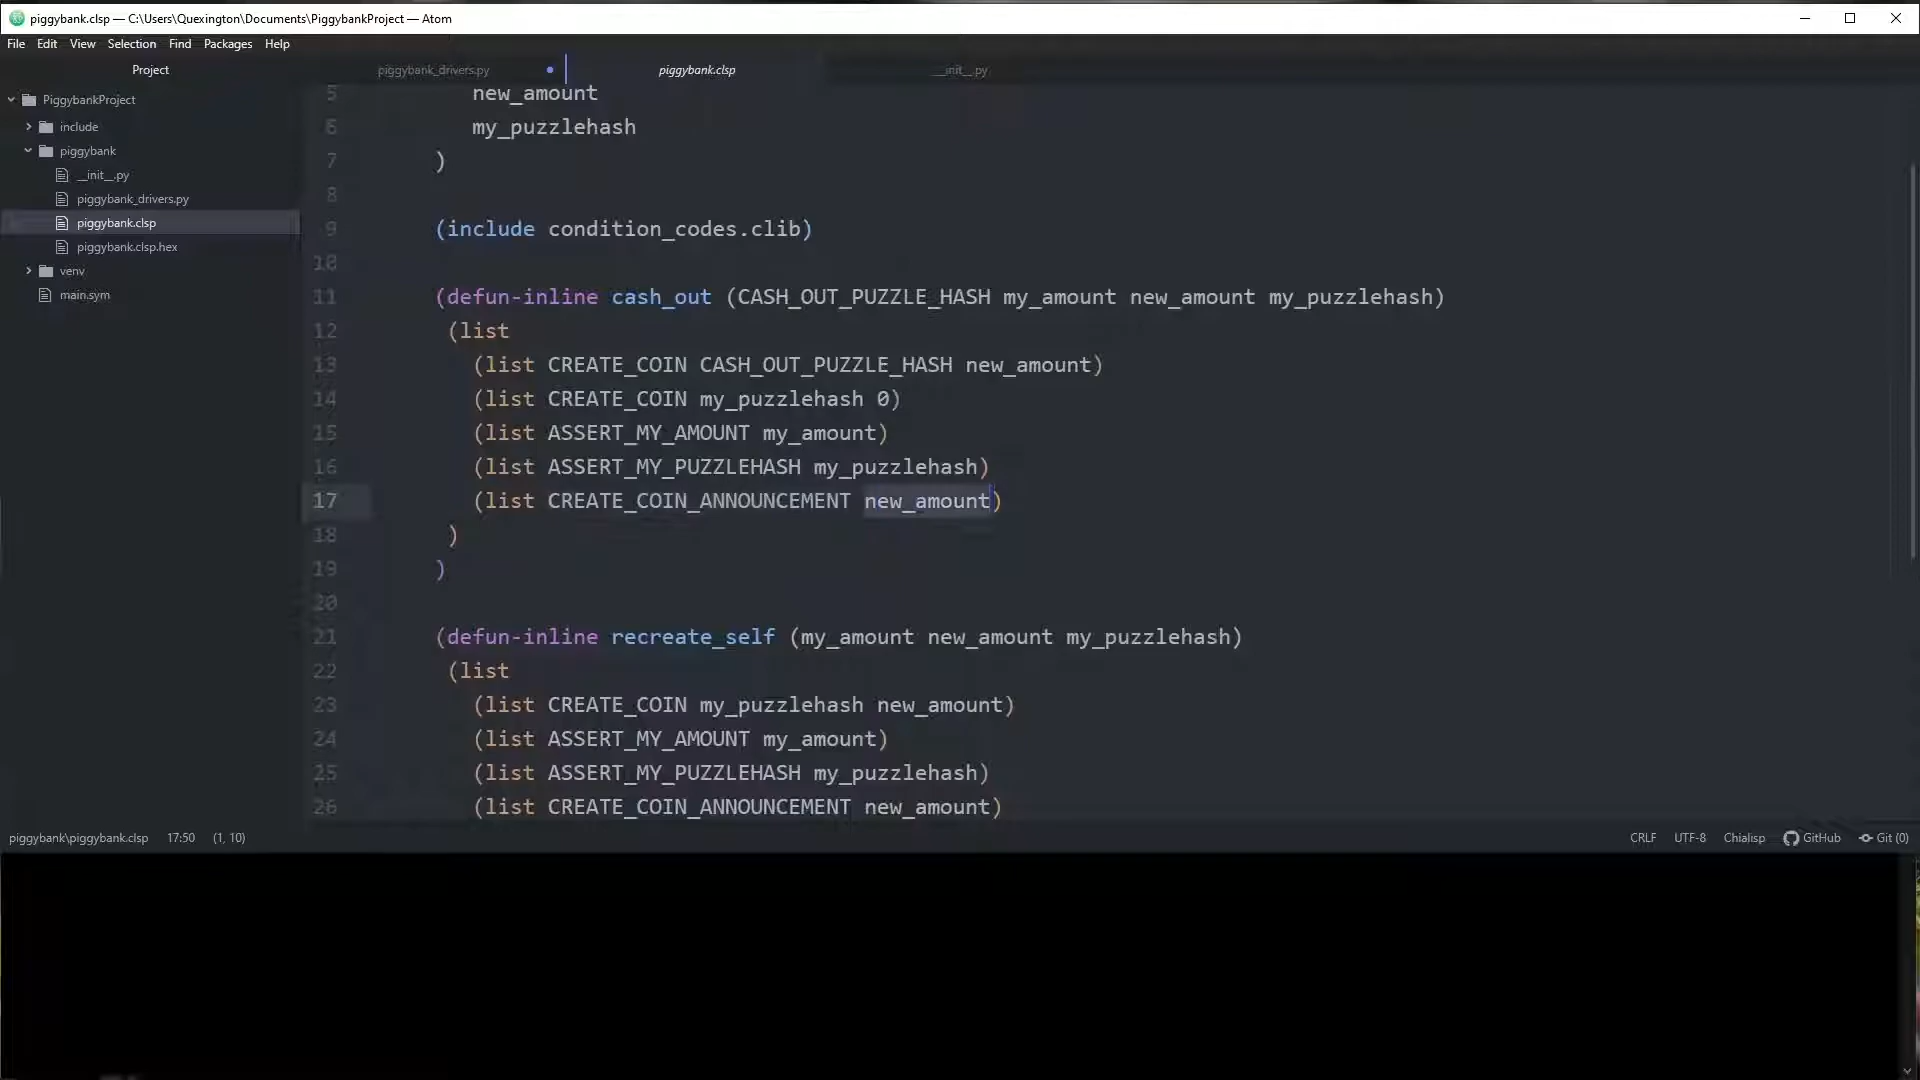 piggybank.clsp — C:\Users\Quexington\Documents\PiggybankProject — Atom
File Edit View Selection Find Packages Help
Project
piggybank_drivers.py
piggybank.clsp
__init__.py
PiggybankProject
include
piggybank
__init__.py
piggybank_drivers.py
piggybank.clsp
piggybank.clsp.hex
venv
main.sym
5 new_amount
6 my_puzzlehash
7 )
8
9 (include condition_codes.clib)
10
11 (defun-inline cash_out (CASH_OUT_PUZZLE_HASH my_amount new_amount my_puzzlehash)
12 (list
13 (list CREATE_COIN CASH_OUT_PUZZLE_HASH new_amount)
14 (list CREATE_COIN my_puzzlehash 0)
15 (list ASSERT_MY_AMOUNT my_amount)
16 (list ASSERT_MY_PUZZLEHASH my_puzzlehash)
17 (list CREATE_COIN_ANNOUNCEMENT new_amount)
18 )
19 )
20
21 (defun-inline recreate_self (my_amount new_amount my_puzzlehash)
22 (list
23 (list CREATE_COIN my_puzzlehash new_amount)
24 (list ASSERT_MY_AMOUNT my_amount)
25 (list ASSERT_MY_PUZZLEHASH my_puzzlehash)
26 (list CREATE_COIN_ANNOUNCEMENT new_amount)
piggybank\piggybank.clsp 17:50 (1, 10)
CRLF UTF-8 Chialisp GitHub Git (0)